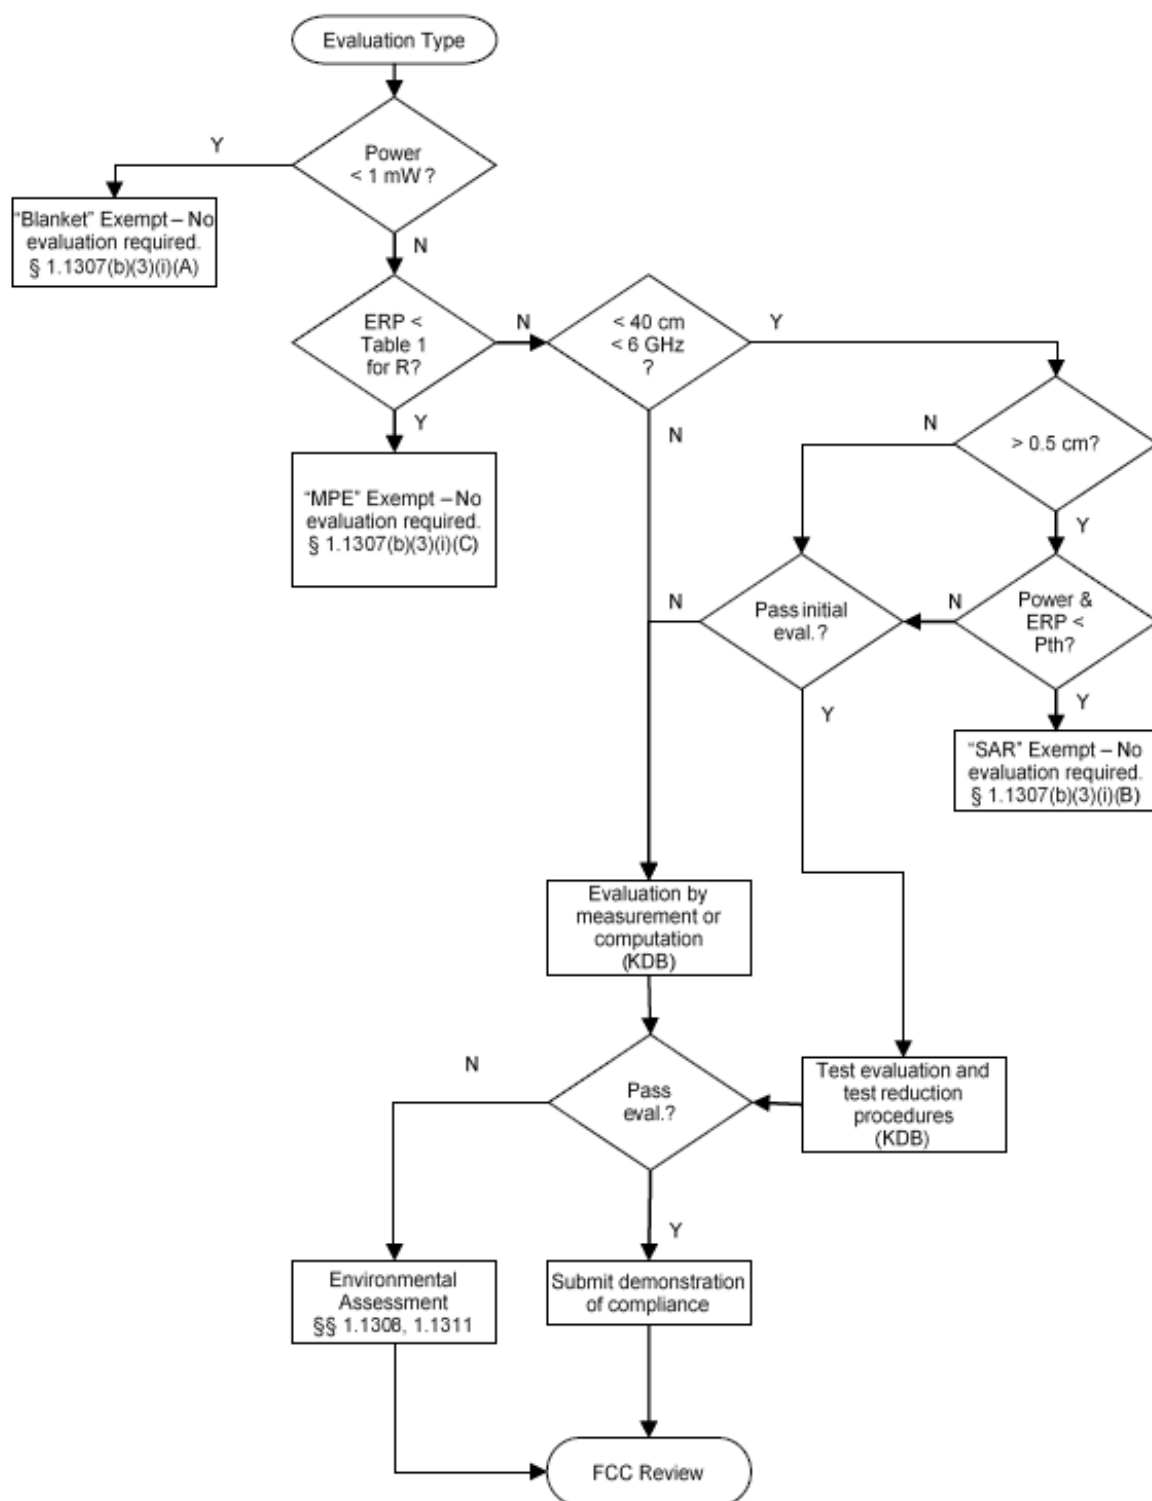 Evaluation Type
Y
Power
< 1 mW ?
“Blanket” Exempt – No
evaluation required.
§ 1.1307(b)(3)(i)(A)
N
ERP <
Table 1
for R?
N
< 40 cm
< 6 GHz
?
Y
Y
N
N
> 0.5 cm?
“MPE” Exempt – No
evaluation required.
§ 1.1307(b)(3)(i)(C)
Y
N
Pass initial
eval.?
N
Power &
ERP <
Pth?
Y
Y
“SAR” Exempt – No
evaluation required.
§ 1.1307(b)(3)(i)(B)
Evaluation by
measurement or
computation
(KDB)
N
Pass
eval.?
Test evaluation and
test reduction
procedures
(KDB)
Y
Environmental
Assessment
§§ 1.1308, 1.1311
Submit demonstration
of compliance
FCC Review